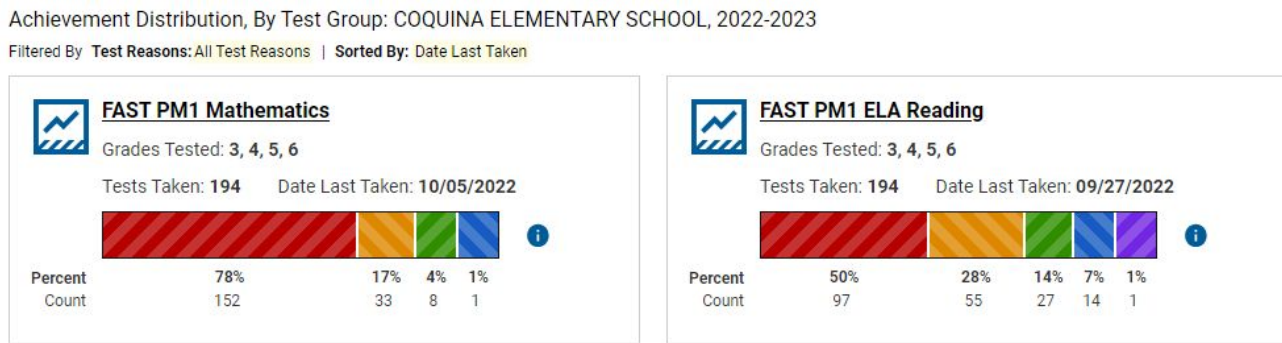 Achievement Distribution, By Test Group: COQUINA ELEMENTARY SCHOOL, 2022-2023
Filtered By Test Reasons: All Test Reasons | Sorted By: Date Last Taken
FAST PM1 Mathematics
Grades Tested: 3, 4, 5, 6
Tests Taken: 194 Date Last Taken: 10/05/2022
Percent 78% 17% 4% 1%
Count 152 33 8 1
FAST PM1 ELA Reading
Grades Tested: 3, 4, 5, 6
Tests Taken: 194 Date Last Taken: 09/27/2022
Percent 50% 28% 14% 7% 1%
Count 97 55 27 14 1